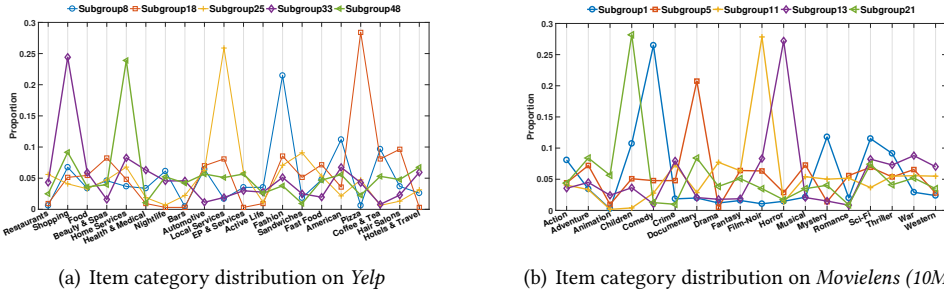 Subgroup8 Subgroup18 Subgroup25 Subgroup33 Subgroup48
0.3
0.25
0.2
0.15
0.1
0.05
0
Proportion
Restaurants
Shopping
Food
Beauty & Spas
Home Services
Health & Medical
Nightlife
Bars
Automotive
Local Services
EP & Services
Active Life
Fashion
Sandwiches
Fast Food
American
Pizza
Coffee & Tea
Hair Salons
Hotels & Travel
(a) Item category distribution on Yelp
Subgroup1 Subgroup5 Subgroup11 Subgroup13 Subgroup21
0.3
0.25
0.2
0.15
0.1
0.05
0
Proportion
Action
Adventure
Animation
Children
Comedy
Crime
Documentary
Drama
Fantasy
Film-Noir
Horror
Musical
Mystery
Romance
Sci-Fi
Thriller
War
Western
(b) Item category distribution on Movielens (10M